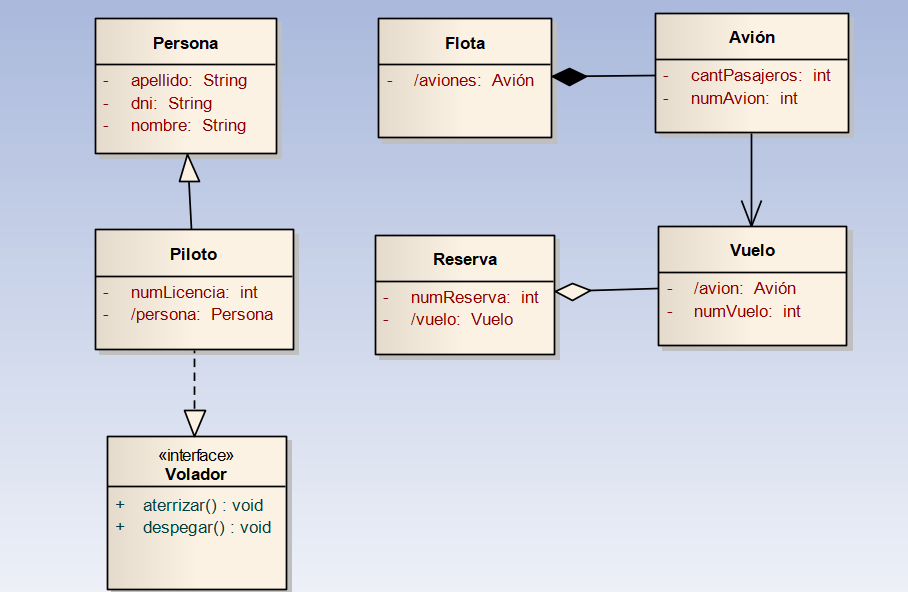 Persona
- apellido: String
- dni: String
- nombre: String
Flota
- /aviones: Avión
Avión
- cantPasajeros: int
- numAvion: int
Piloto
- numLicencia: int
- /persona: Persona
Reserva
- numReserva: int
- /vuelo: Vuelo
Vuelo
- /avion: Avión
- numVuelo: int
«interface»
Volador
+ aterrizar() : void
+ despegar() : void